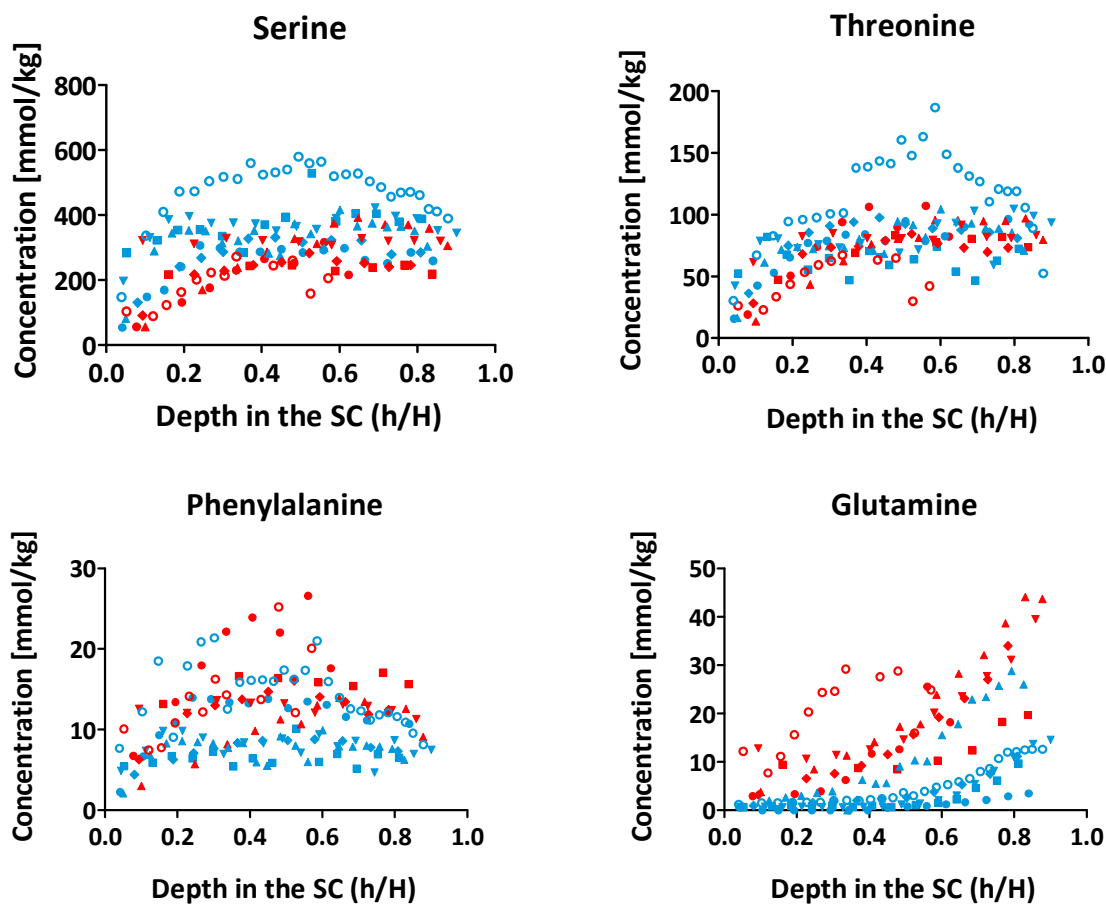 Serine
Concentration [mmol/kg]
800
600
400
200
0
0.0 0.2 0.4 0.6 0.8 1.0
Depth in the SC (h/H)
Threonine
Concentration [mmol/kg]
200
150
100
50
0
0.0 0.2 0.4 0.6 0.8 1.0
Depth in the SC (h/H)
Phenylalanine
Concentration [mmol/kg]
30
20
10
0
0.0 0.2 0.4 0.6 0.8 1.0
Depth in the SC (h/H)
Glutamine
Concentration [mmol/kg]
50
40
30
20
10
0
0.0 0.2 0.4 0.6 0.8 1.0
Depth in the SC (h/H)